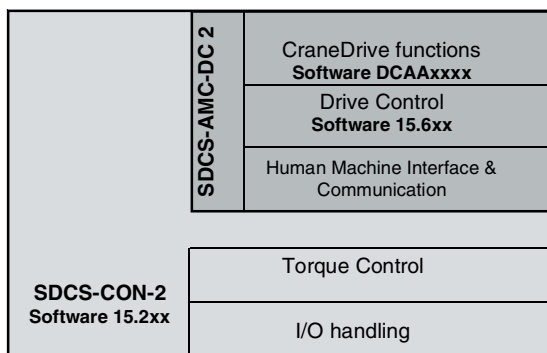 SDCS-AMC-DC 2
CraneDrive functions
Software DCAAxxxx
Drive Control
Software 15.6xx
Human Machine Interface &
Communication
SDCS-CON-2
Software 15.2xx
Torque Control
I/O handling